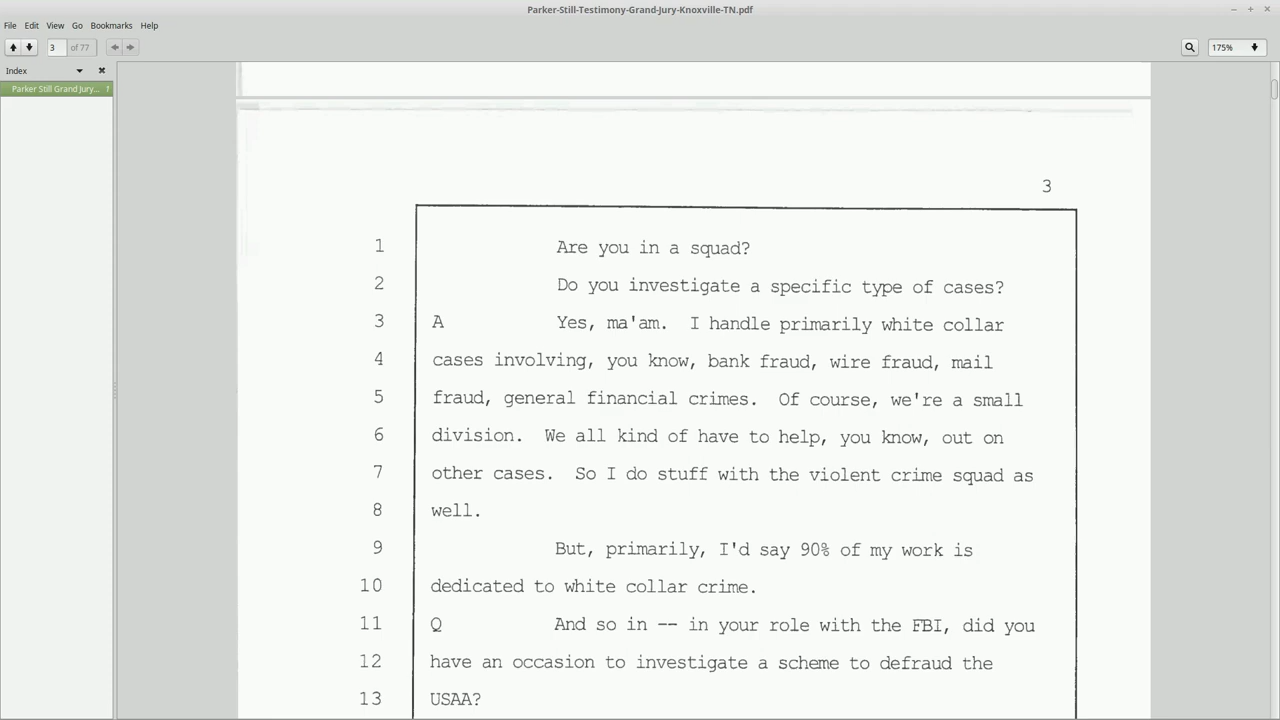 Parker-Still-Testimony-Grand-Jury-Knoxville-TN.pdf
File Edit View Go Bookmarks Help
3 of 77 175%
Index
Parker Still Grand Jury... 1
3
1 Are you in a squad?
2 Do you investigate a specific type of cases?
3 A Yes, ma'am. I handle primarily white collar
4 cases involving, you know, bank fraud, wire fraud, mail
5 fraud, general financial crimes. Of course, we're a small
6 division. We all kind of have to help, you know, out on
7 other cases. So I do stuff with the violent crime squad as
8 well.
9 But, primarily, I'd say 90% of my work is
10 dedicated to white collar crime.
11 Q And so in -- in your role with the FBI, did you
12 have an occasion to investigate a scheme to defraud the
13 USAA?